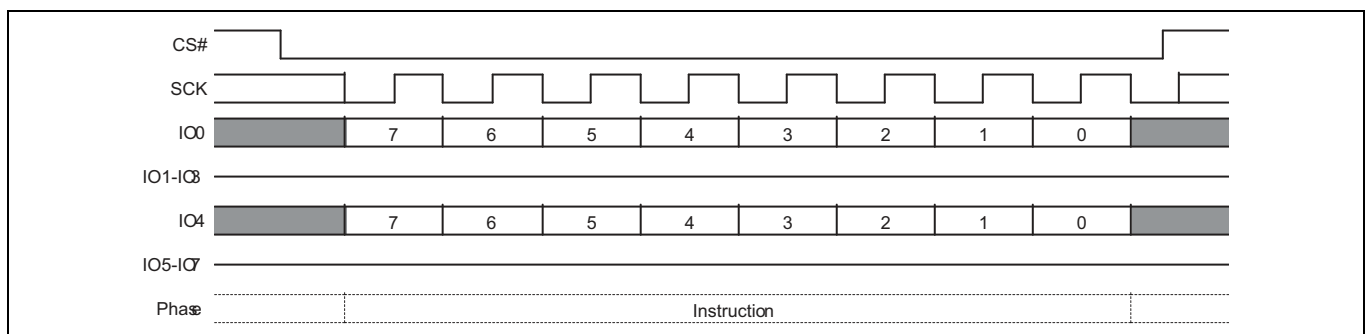 CS#
SCK
IO0 7 6 5 4 3 2 1 0
IO1-IO3
IO4 7 6 5 4 3 2 1 0
IO5-IO7
Phase Instruction